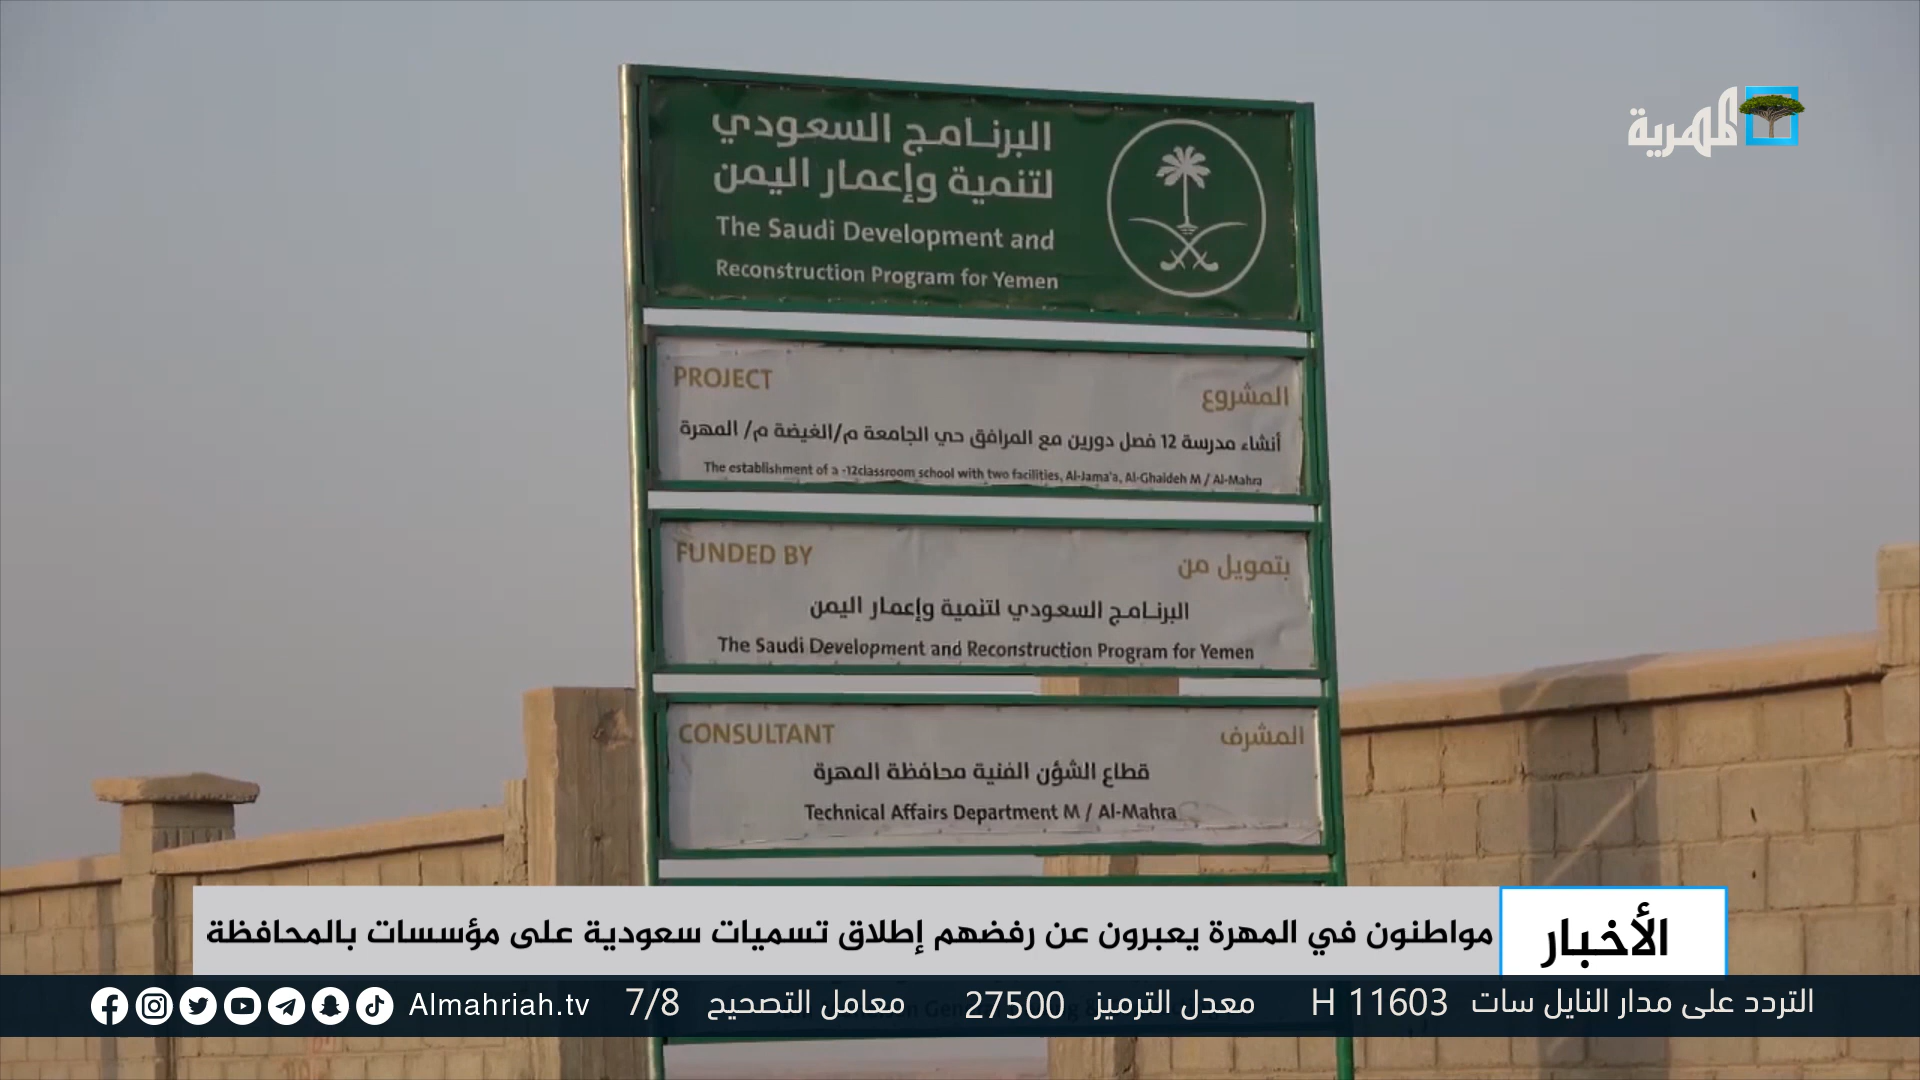 المهرية
البرنامج السعودي
لتنمية وإعمار اليمن
The Saudi Development and
Reconstruction Program for Yemen
PROJECT
المشروع
أنشاء مدرسة 12 فصل دورين مع المرافق حي الجامعة م/الغيضة م/ المهرة
The establishment of a -12classroom school with two facilities, Al-Jama'a, Al-Ghaideh M / Al-Mahra
FUNDED BY
بتمويل من
البرنامج السعودي لتنمية وإعمار اليمن
The Saudi Development and Reconstruction Program for Yemen
CONSULTANT
المشرف
قطاع الشؤن الفنية محافظة المهرة
Technical Affairs Department M / Al-Mahra
الأخبار
مواطنون في المهرة يعبرون عن رفضهم إطلاق تسميات سعودية على مؤسسات بالمحافظة
التردد على مدار النايل سات 11603 H معدل الترميز 27500 معامل التصحيح 7/8 Almahriah.tv